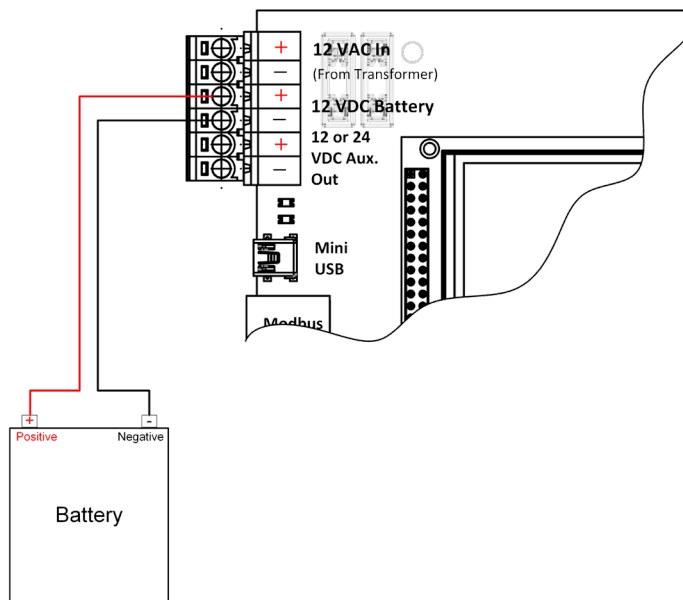 + 12 VAC In
− (From Transformer)
+ 12 VDC Battery
−
+ 12 or 24
VDC Aux.
− Out
Mini
USB
Modbus
+ -
Positive Negative
Battery